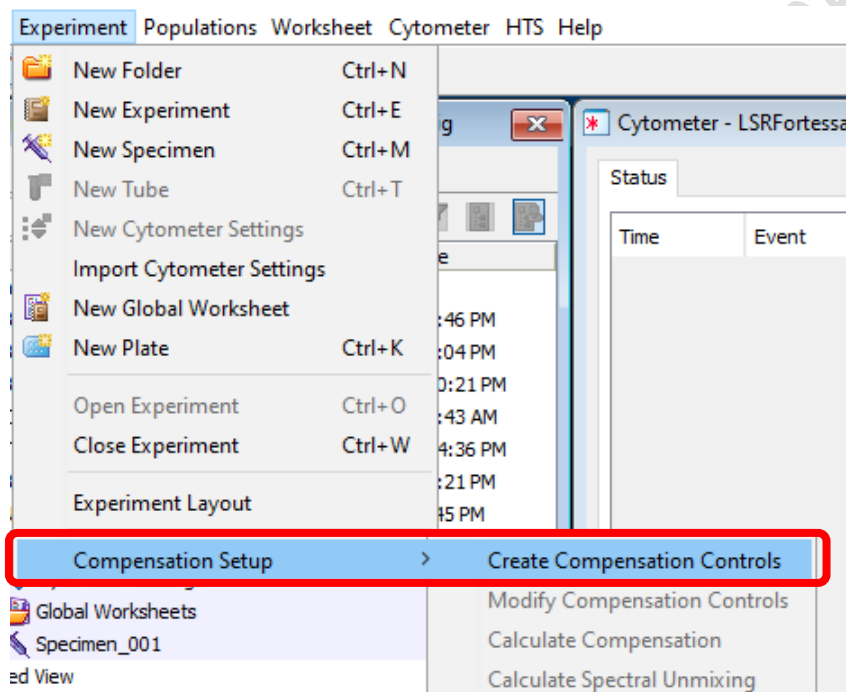 Experiment Populations Worksheet Cytometer HTS Help
New Folder Ctrl+N
New Experiment Ctrl+E
New Specimen Ctrl+M
New Tube Ctrl+T
New Cytometer Settings
Import Cytometer Settings
New Global Worksheet
New Plate Ctrl+K
Open Experiment Ctrl+O
Close Experiment Ctrl+W
Experiment Layout
Compensation Setup > Create Compensation Controls
Modify Compensation Controls
Calculate Compensation
Calculate Spectral Unmixing
Global Worksheets
Specimen_001
ed View
ig
e
:46 PM
:04 PM
0:21 PM
:43 AM
4:36 PM
:21 PM
45 PM
Cytometer - LSRFortessa
Status
Time Event